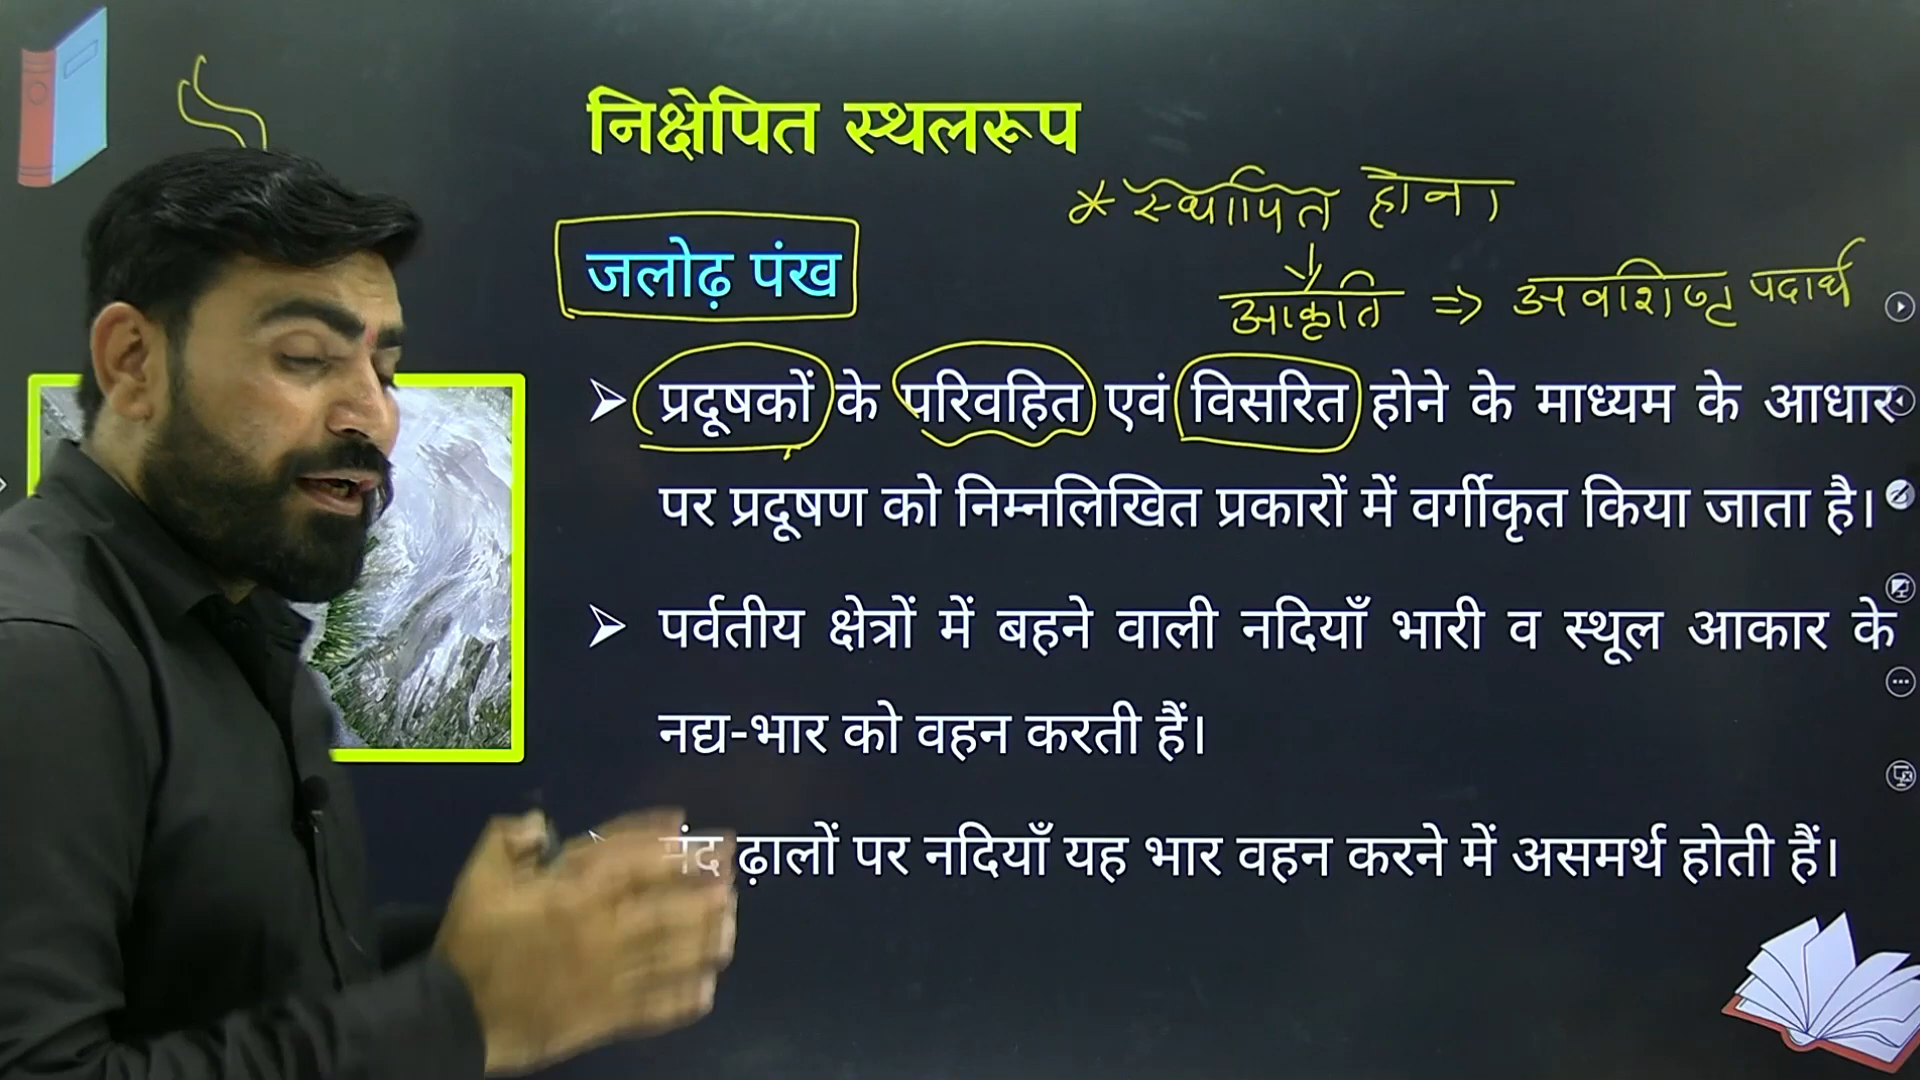 निक्षेपित स्थलरूप
* स्थापित होना
जलोढ़ पंख
आकृति => अवशिष्ट पदार्थ
➤ प्रदूषकों के परिवहित एवं विसरित होने के माध्यम के आधार
पर प्रदूषण को निम्नलिखित प्रकारों में वर्गीकृत किया जाता है।
➤ पर्वतीय क्षेत्रों में बहने वाली नदियाँ भारी व स्थूल आकार के
नद्य-भार को वहन करती हैं।
मंद ढ़ालों पर नदियाँ यह भार वहन करने में असमर्थ होती हैं।